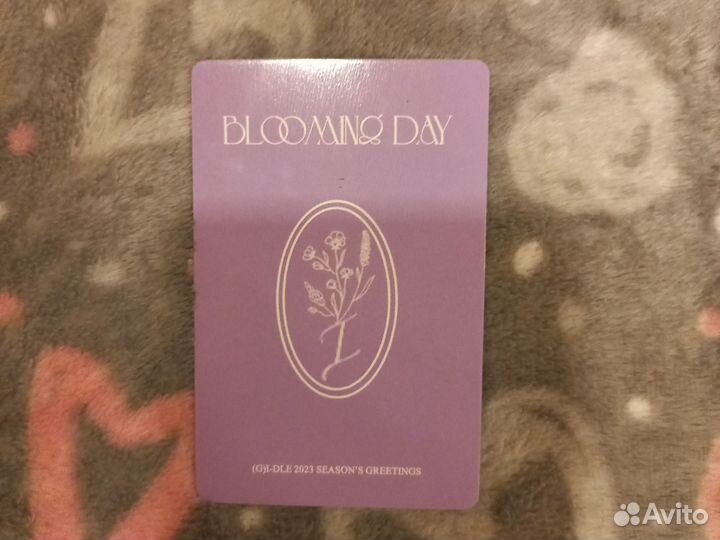 BLOOMING DAY
(G)I-DLE 2023 SEASON'S GREETINGS
Avito